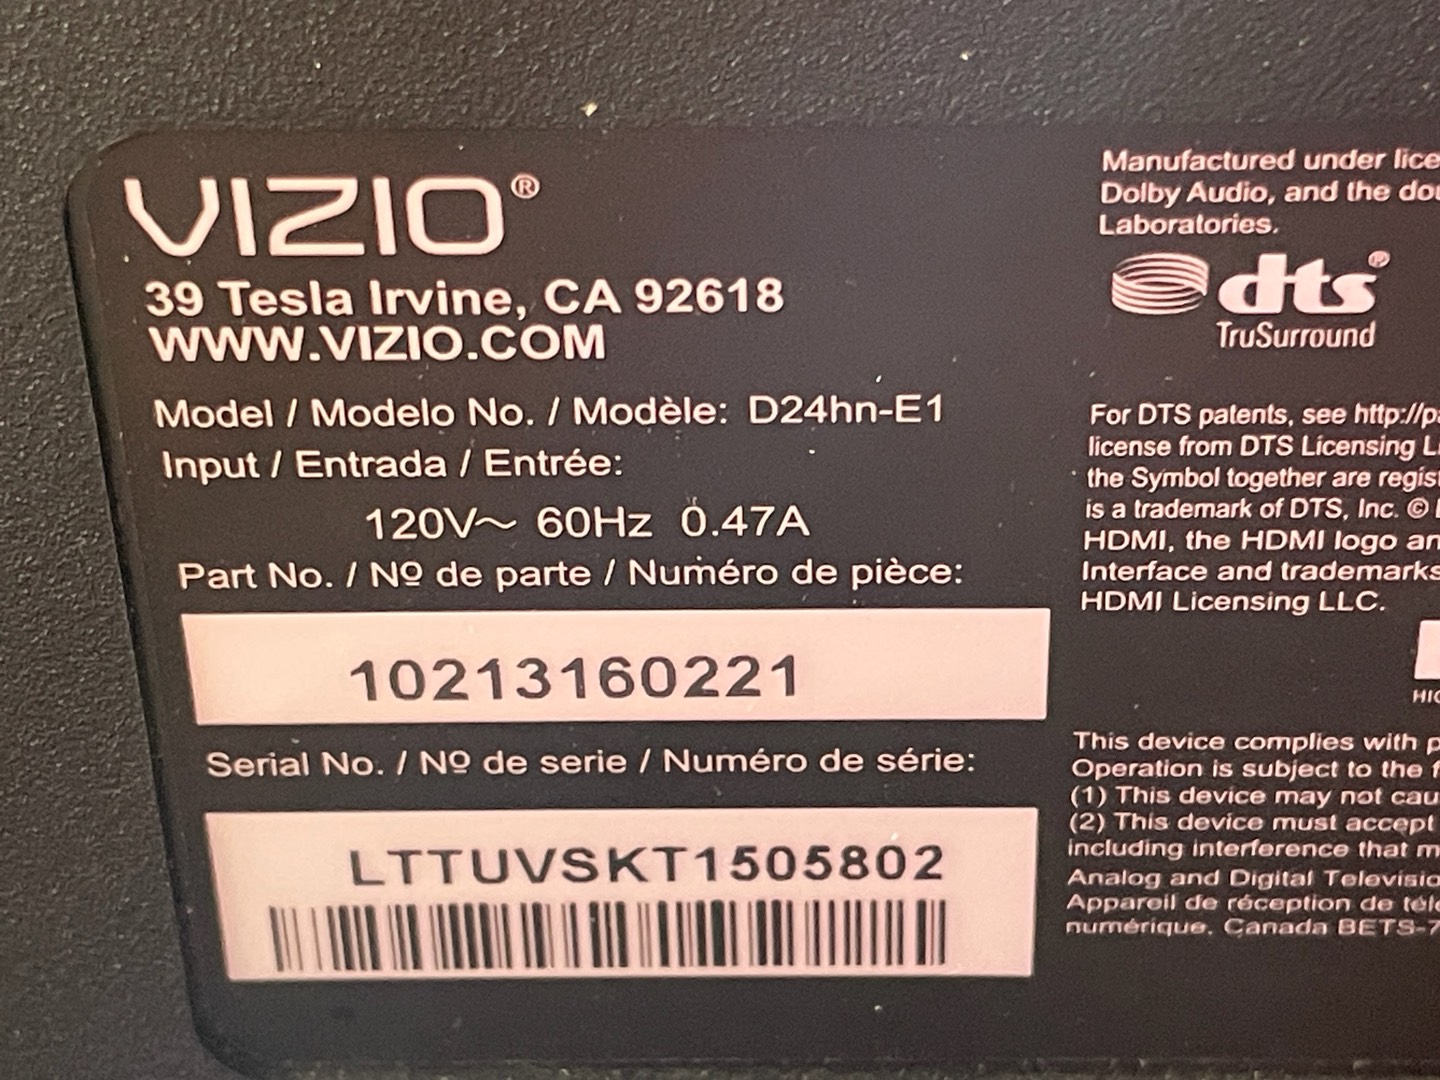 VIZIO®
39 Tesla Irvine, CA 92618
WWW.VIZIO.COM
Model / Modelo No. / Modèle: D24hn-E1
Input / Entrada / Entrée:
120V~ 60Hz 0.47A
Part No. / Nº de parte / Numéro de pièce:
10213160221
Serial No. / Nº de serie / Numéro de série:
LTTUVSKT1505802
Manufactured under
Dolby Audio, and the
Laboratories.
dts®
TruSurround
For DTS patents, see
license from DTS Licensing
the Symbol together are
is a trademark of DTS, Inc. ©
HDMI, the HDMI logo
Interface and trademarks
HDMI Licensing LLC.
This device complies with
Operation is subject to the
(1) This device may not
(2) This device must accept
including interference that
Analog and Digital
Appareil de réception de
numérique, Canada